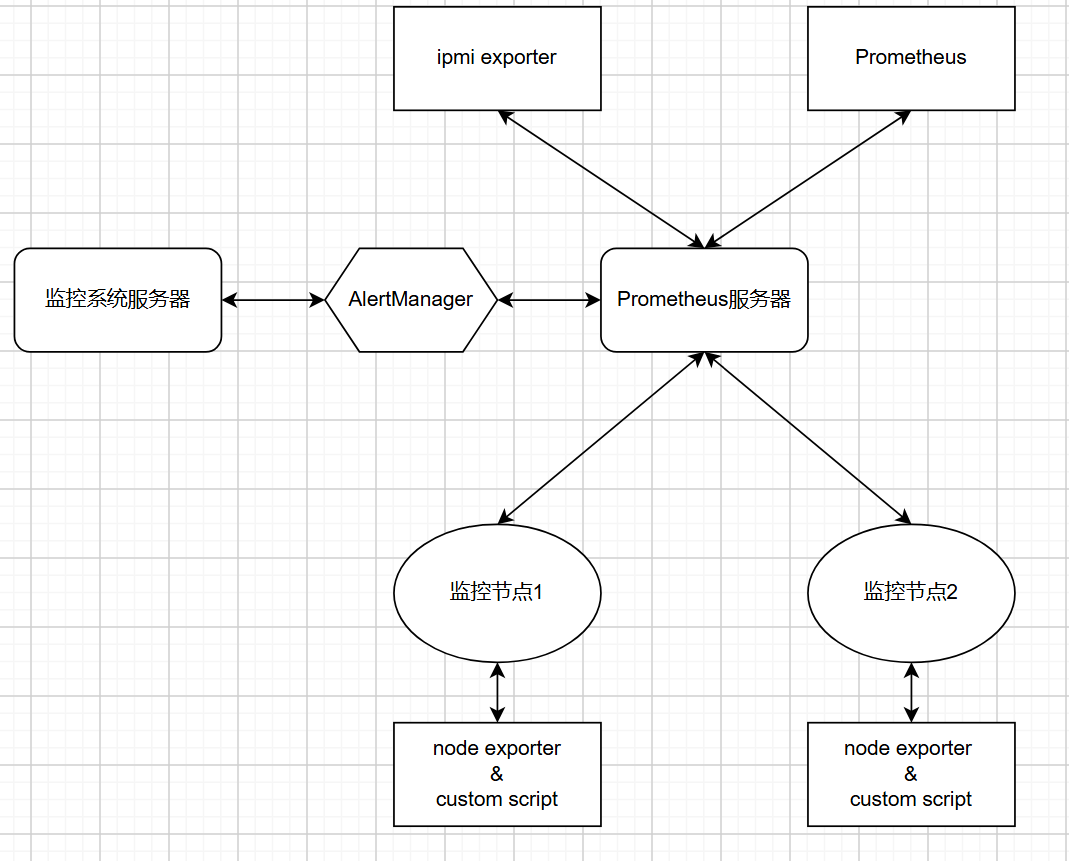 ipmi exporter
Prometheus
监控系统服务器
AlertManager
Prometheus服务器
监控节点1
监控节点2
node exporter
&
custom script
node exporter
&
custom script